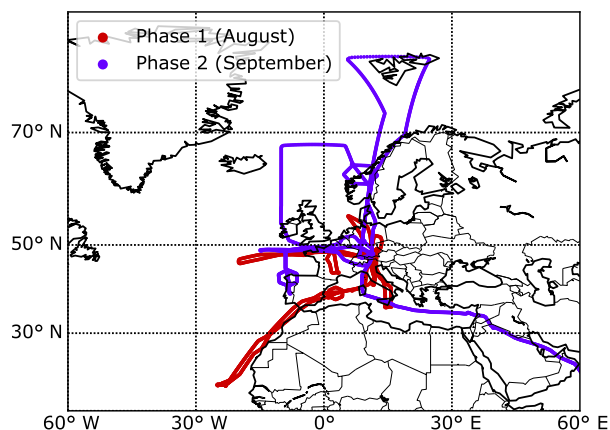 Phase 1 (August)
Phase 2 (September)
70° N
50° N
30° N
60° W
30° W
0°
30° E
60° E